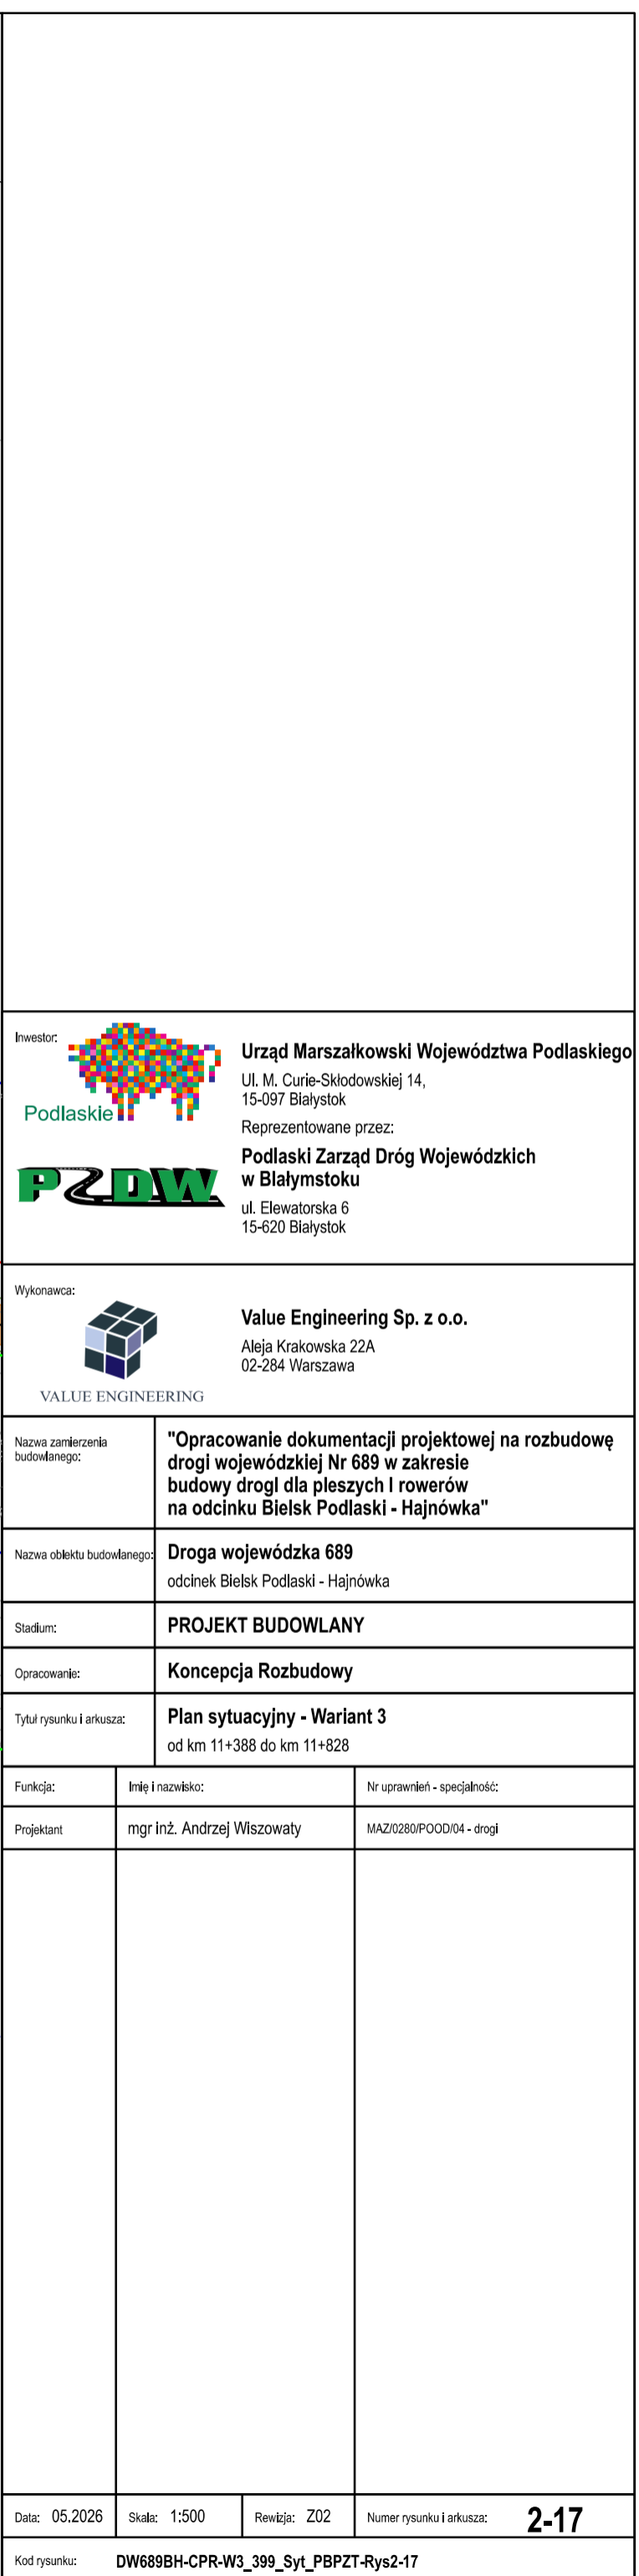 Inwestor:
Podlaskie
Urząd Marszałkowski Województwa Podlaskiego
Ul. M. Curie-Skłodowskiej 14,
15-097 Białystok
Reprezentowane przez:
PZDW
Podlaski Zarząd Dróg Wojewódzkich
w Białymstoku
ul. Elewatorska 6
15-620 Białystok
Wykonawca:
VALUE ENGINEERING
Value Engineering Sp. z o.o.
Aleja Krakowska 22A
02-284 Warszawa
Nazwa zamierzenia
budowlanego:
"Opracowanie dokumentacji projektowej na rozbudowę
drogi wojewódzkiej Nr 689 w zakresie
budowy drogi dla pieszych i rowerów
na odcinku Bielsk Podlaski - Hajnówka"
Nazwa obiektu budowlanego:
Droga wojewódzka 689
odcinek Bielsk Podlaski - Hajnówka
Stadium:
PROJEKT BUDOWLANY
Opracowanie:
Koncepcja Rozbudowy
Tytuł rysunku i arkusza:
Plan sytuacyjny - Wariant 3
od km 11+388 do km 11+828
Funkcja: Imię i nazwisko: Nr uprawnień - specjalność:
Projektant mgr inż. Andrzej Wiszowaty MAZ/0280/POOD/04 - drogi
Data: 05.2026 Skala: 1:500 Rewizja: Z02 Numer rysunku i arkusza: 2-17
Kod rysunku: DW689BH-CPR-W3_399_Syt_PBPZT-Rys2-17